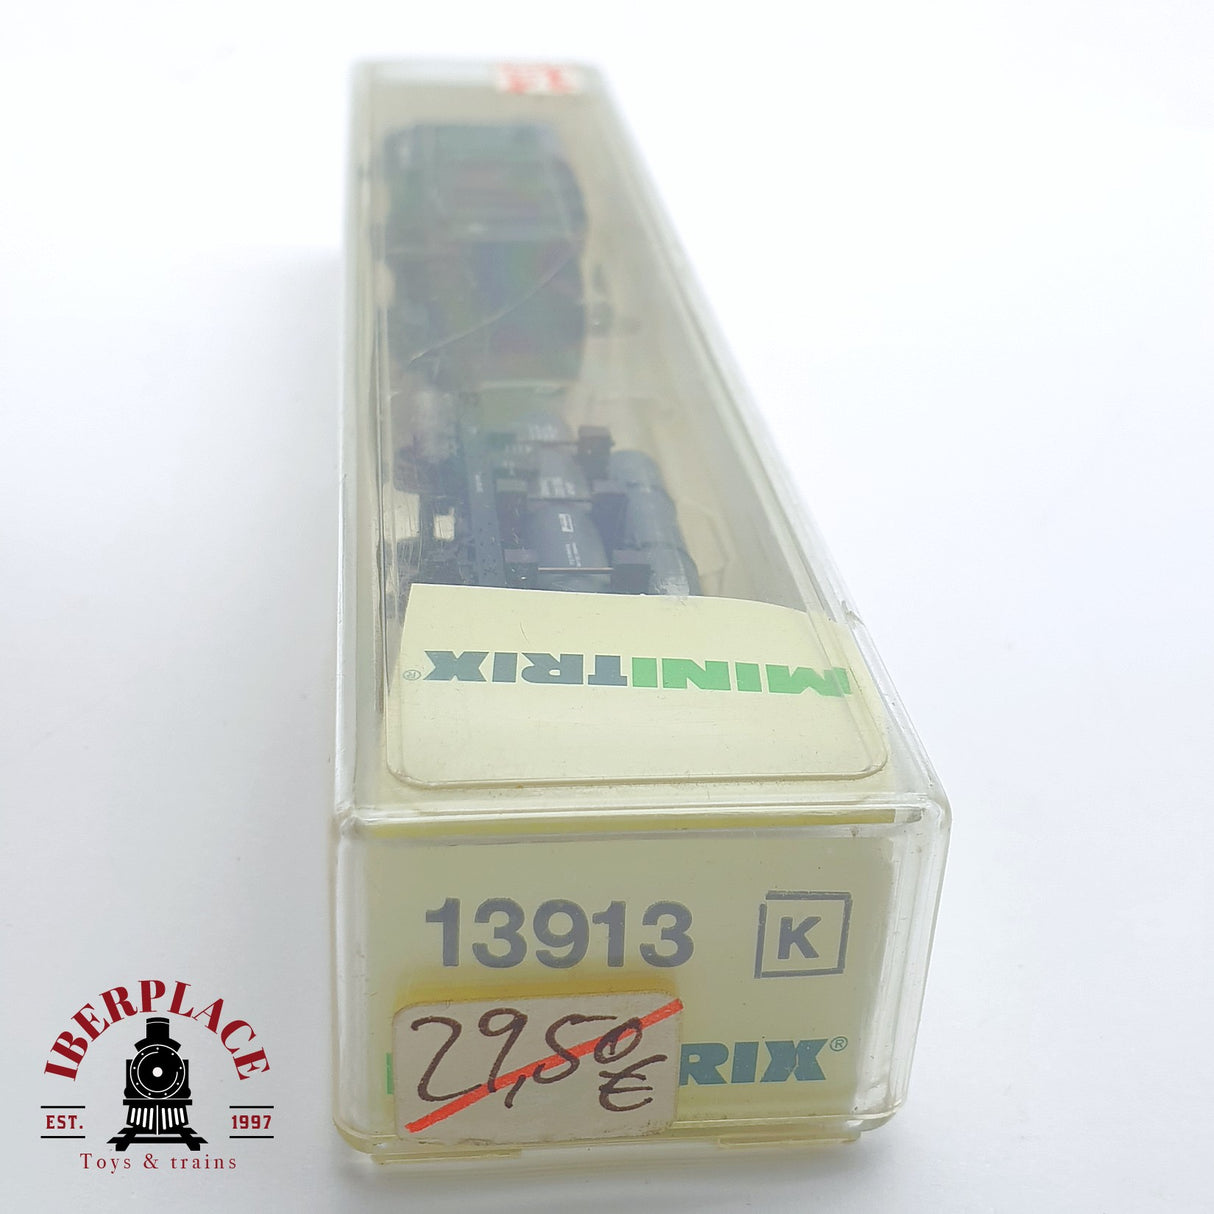 MINITRIX®
13913 K
29,50 €
RIX®
IBERPLACE
EST. 1997
Toys & trains